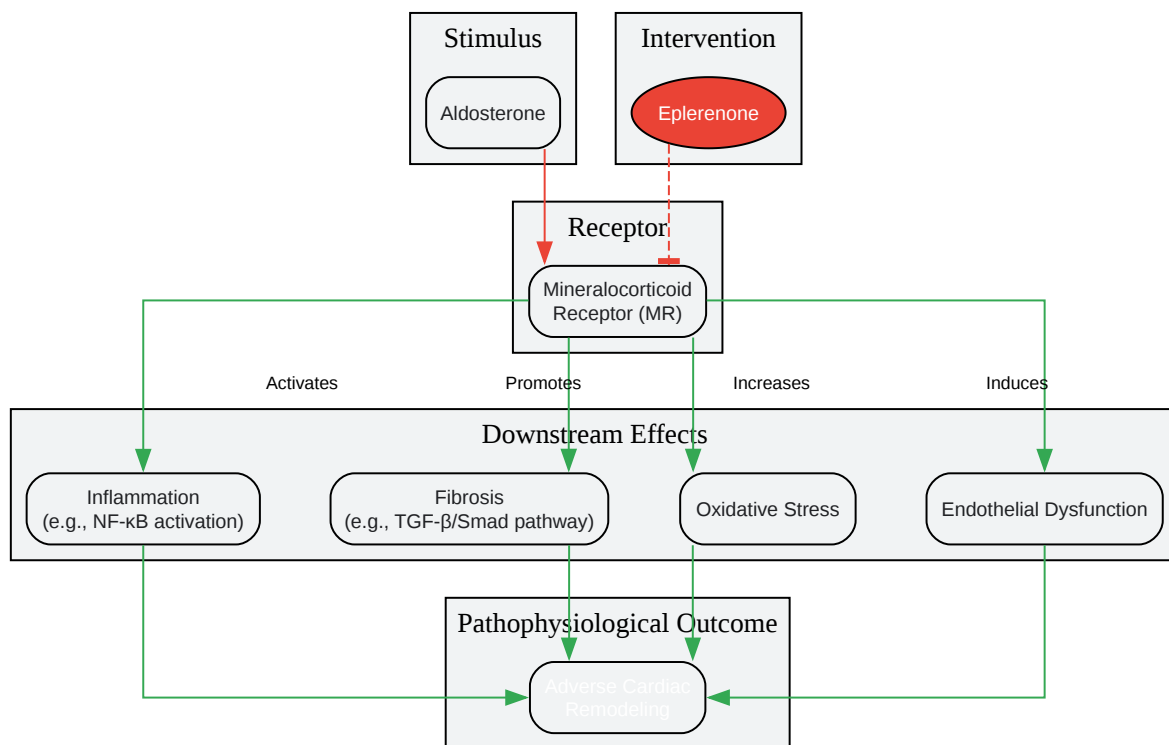 Stimulus
Intervention
Aldosterone
Eplerenone
Receptor
Mineralocorticoid
Receptor (MR)
Activates
Promotes
Increases
Induces
Downstream Effects
Inflammation
(e.g., NF-κB activation)
Fibrosis
(e.g., TGF-β/Smad pathway)
Oxidative Stress
Endothelial Dysfunction
Pathophysiological Outcome
Adverse Cardiac
Remodeling